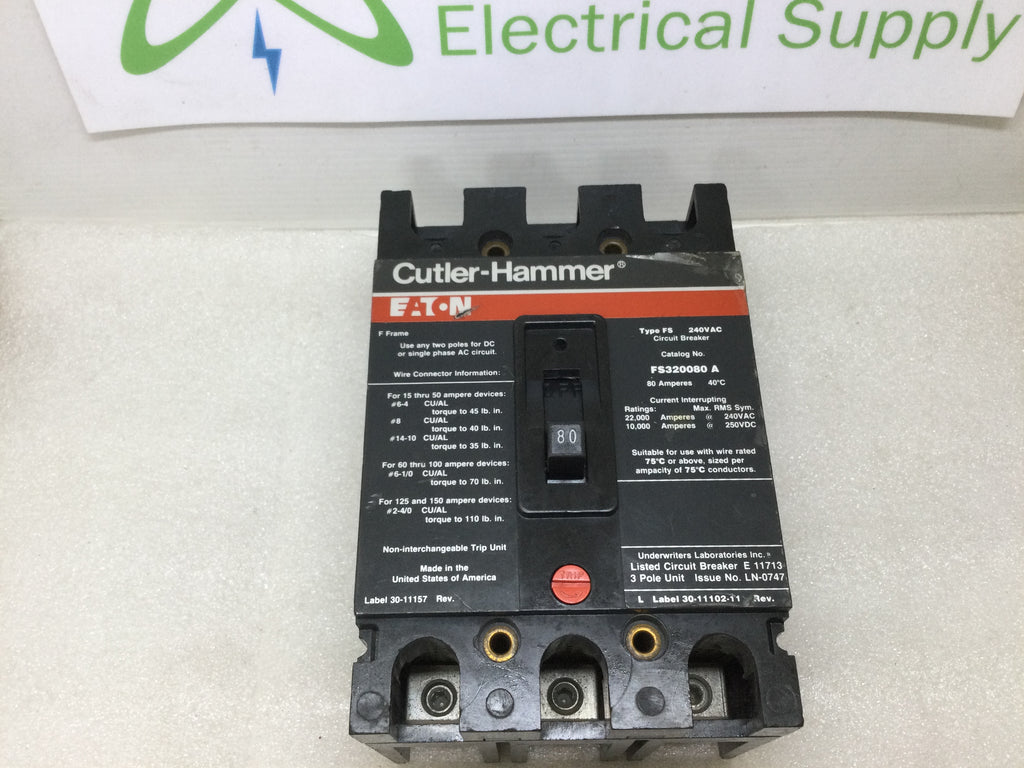 Electrical Supply
Cutler-Hammer®
EATON
F Frame
Use any two poles for DC
or single phase AC circuit.
Wire Connector Information:
For 15 thru 50 ampere devices:
#6-4 CU/AL
torque to 45 lb. in.
#8 CU/AL
torque to 40 lb. in.
#14-10 CU/AL
torque to 35 lb. in.
For 60 thru 100 ampere devices:
#6-1/0 CU/AL
torque to 70 lb. in.
For 125 and 150 ampere devices:
#2-4/0 CU/AL
torque to 110 lb. in.
Non-interchangeable Trip Unit
Made in the
United States of America
Label 30-11157 Rev.
OFF
80
TRIP
Type FS 240VAC
Circuit Breaker
Catalog No.
FS320080 A
80 Amperes 40°C
Current Interrupting
Ratings: Max. RMS Sym.
22,000 Amperes @ 240VAC
10,000 Amperes @ 250VDC
Suitable for use with wire rated
75°C or above, sized per
ampacity of 75°C conductors.
Underwriters Laboratories Inc.®
Listed Circuit Breaker E 11713
3 Pole Unit Issue No. LN-0747
L Label 30-11102-11 Rev.